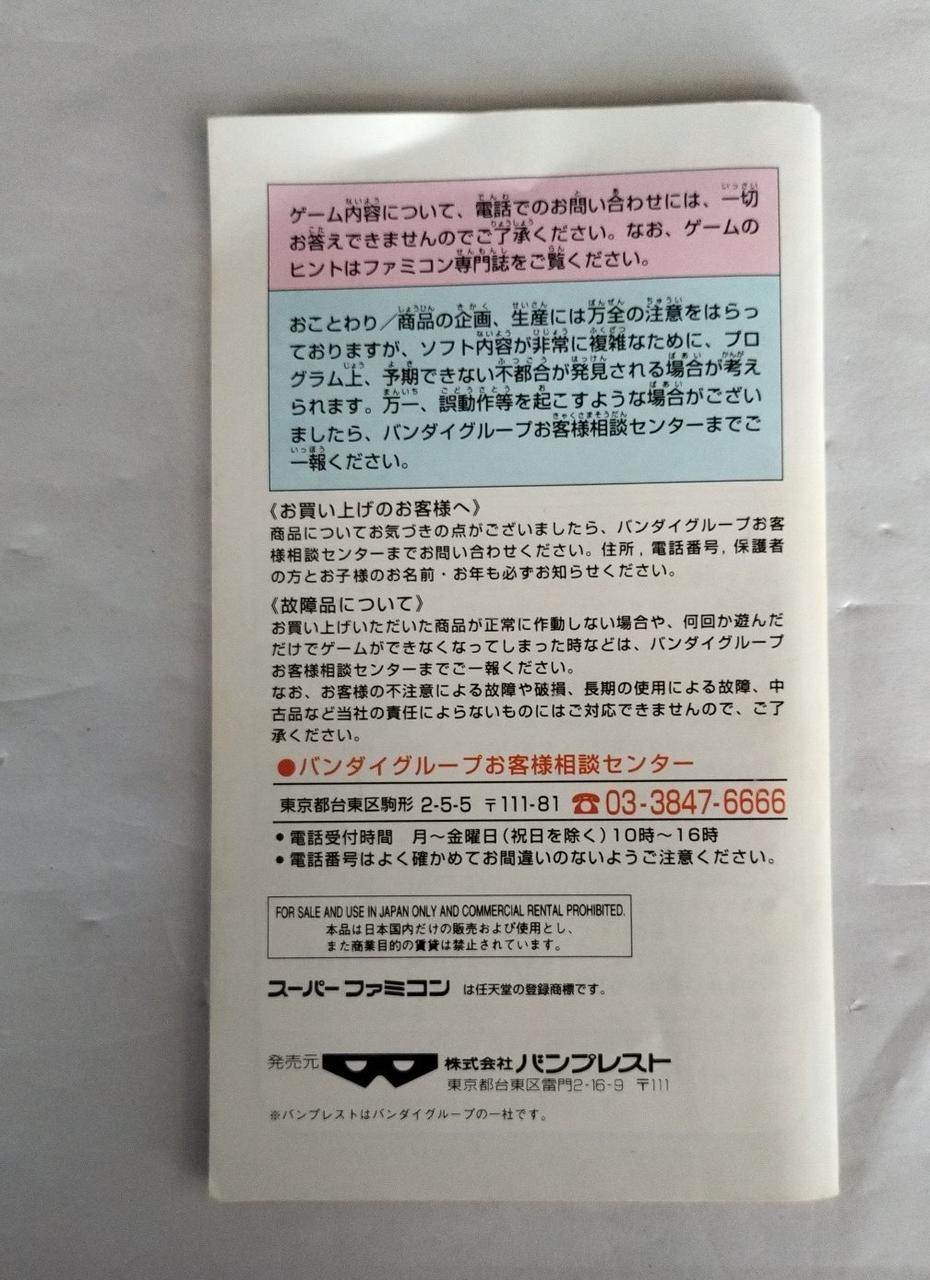 ゲーム内容について、電話でのお問い合わせには、一切
お答えできませんのでご了承ください。なお、ゲームの
ヒントはファミコン専門誌をご覧ください。
おことわり／商品の企画、生産には万全の注意をはらっ
ておりますが、ソフト内容が非常に複雑なために、プロ
グラム上、予期できない不都合が発見される場合が考え
られます。万一、誤動作等を起こすような場合がござい
ましたら、バンダイグループお客様相談センターまでご
一報ください。
《お買い上げのお客様へ》
商品についてお気づきの点がございましたら、バンダイグループお客
様相談センターまでお問い合わせください。住所，電話番号，保護者
の方とお子様のお名前・お年も必ずお知らせください。
《故障品について》
お買い上げいただいた商品が正常に作動しない場合や、何回か遊んだ
だけでゲームができなくなってしまった時などは、バンダイグループ
お客様相談センターまでご一報ください。
なお、お客様の不注意による故障や破損、長期の使用による故障、中
古品など当社の責任によらないものにはご対応できませんので、ご了
承ください。
●バンダイグループお客様相談センター
東京都台東区駒形 2-5-5 〒111-81 ☎03-3847-6666
●電話受付時間 月〜金曜日(祝日を除く)10時〜16時
●電話番号はよく確かめてお間違いのないようご注意ください。
FOR SALE AND USE IN JAPAN ONLY AND COMMERCIAL RENTAL PROHIBITED.
本品は日本国内だけの販売および使用とし、
また商業目的の賃貸は禁止されています。
スーパーファミコン は任天堂の登録商標です。
発売元 株式会社バンプレスト
東京都台東区雷門2-16-9 〒111
※バンプレストはバンダイグループの一社です。